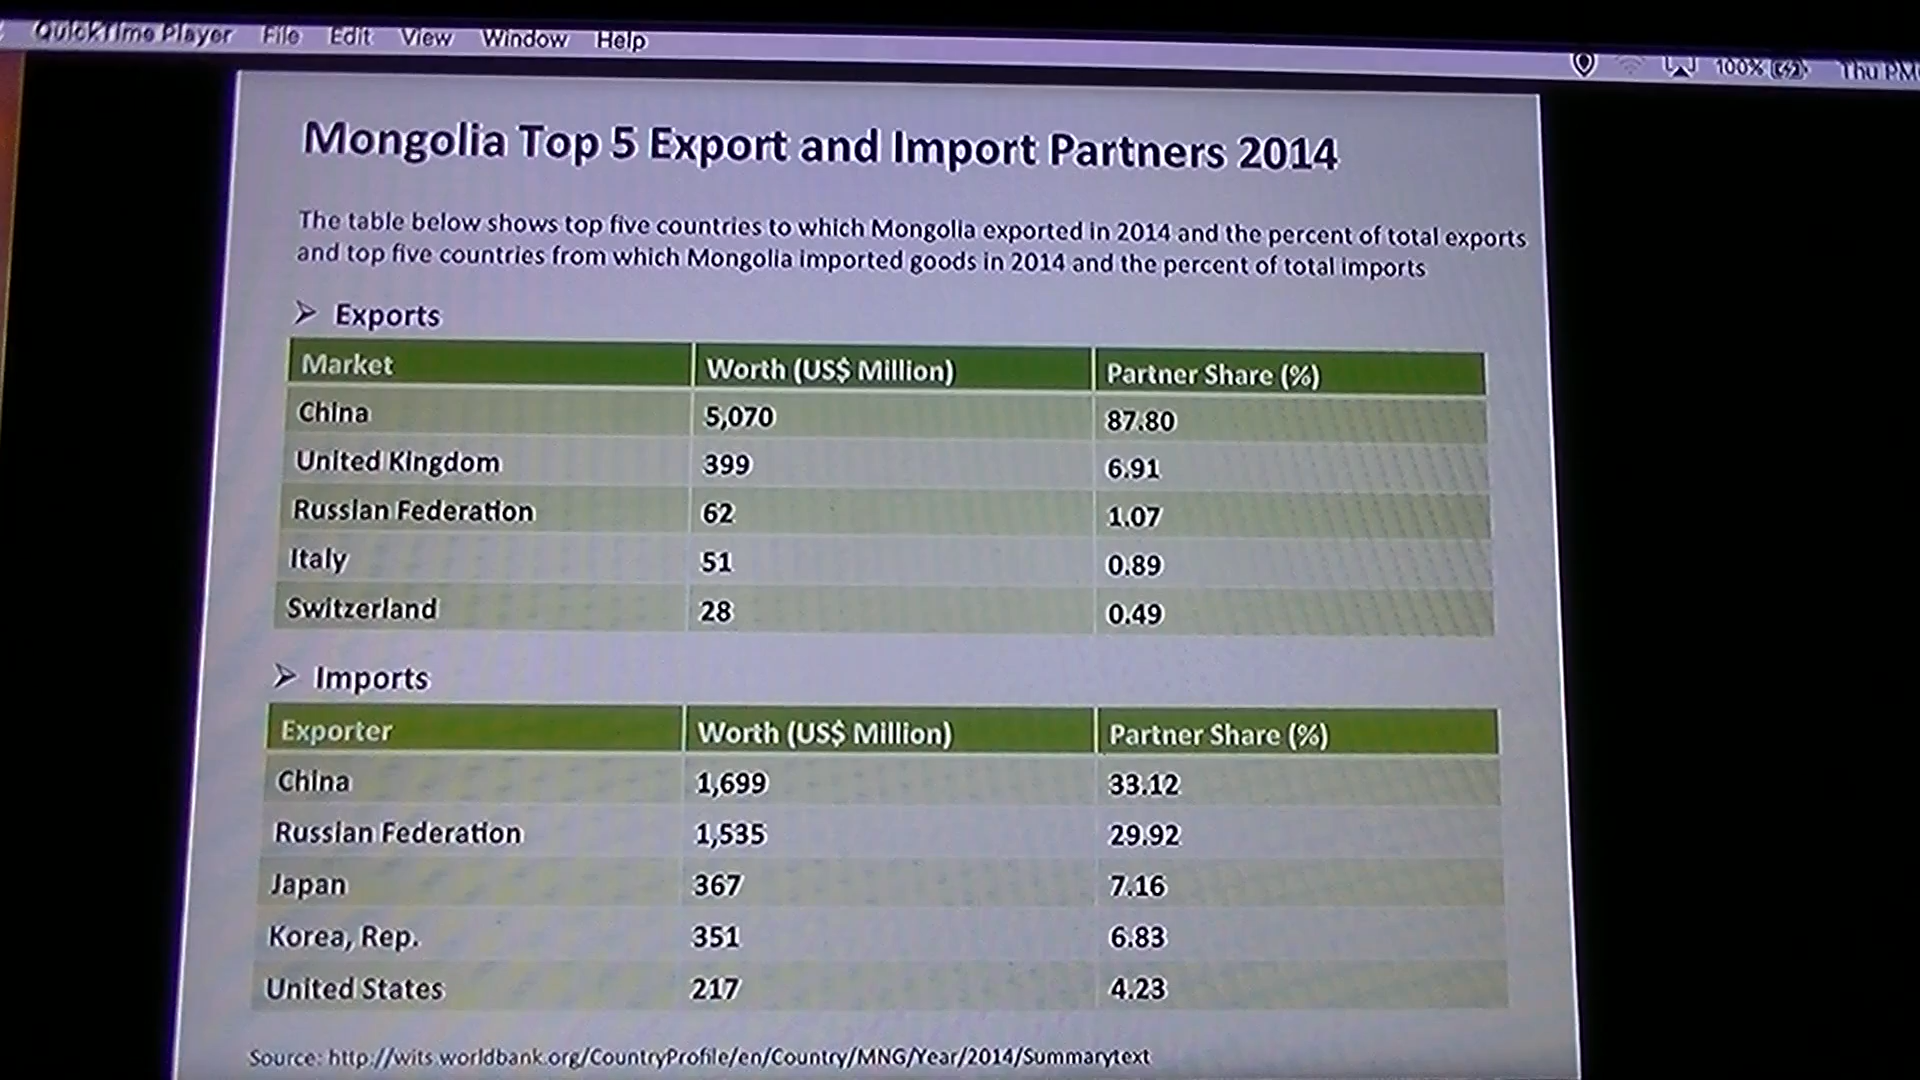 QuickTime Player File Edit View Window Help
100% Thu PM
Mongolia Top 5 Export and Import Partners 2014
The table below shows top five countries to which Mongolia exported in 2014 and the percent of total exports
and top five countries from which Mongolia imported goods in 2014 and the percent of total imports
Exports
Market Worth (US$ Million) Partner Share (%)
China 5,070 87.80
United Kingdom 399 6.91
Russian Federation 62 1.07
Italy 51 0.89
Switzerland 28 0.49
Imports
Exporter Worth (US$ Million) Partner Share (%)
China 1,699 33.12
Russian Federation 1,535 29.92
Japan 367 7.16
Korea, Rep. 351 6.83
United States 217 4.23
Source: http://wits.worldbank.org/CountryProfile/en/Country/MNG/Year/2014/Summarytext